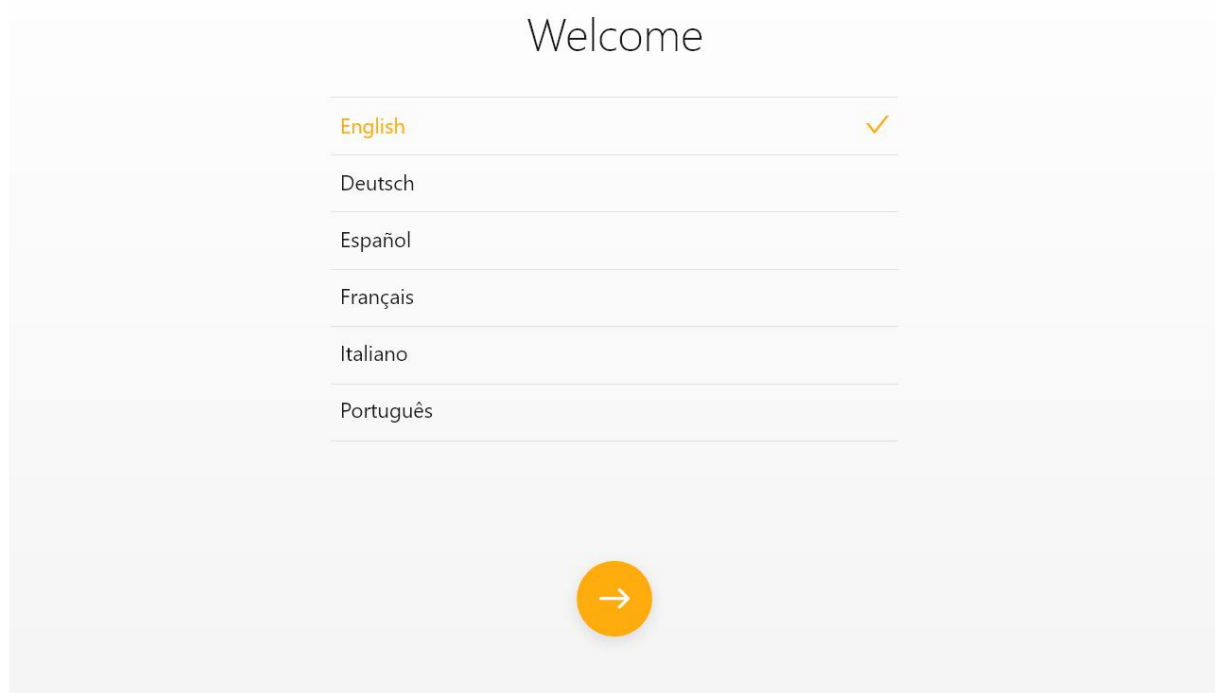 Welcome
English
Deutsch
Español
Français
Italiano
Português